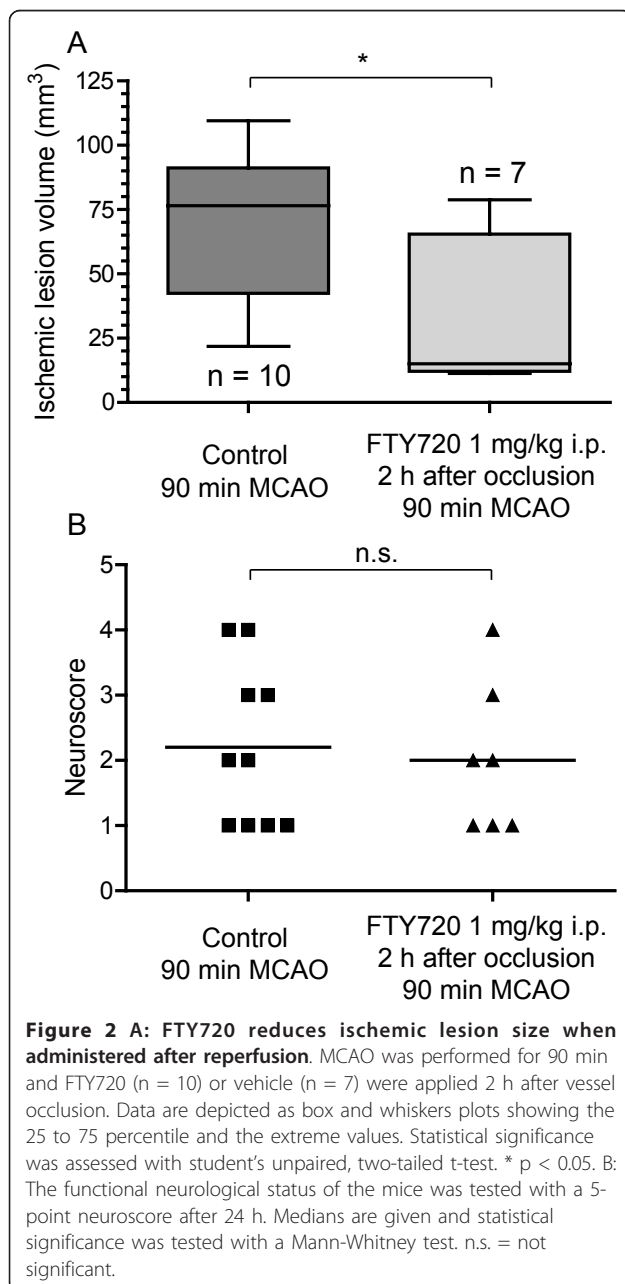 A
*
Ischemic lesion volume (mm³)
125
100
75
50
25
0
n = 7
n = 10
Control
90 min MCAO
FTY720 1 mg/kg i.p.
2 h after occlusion
90 min MCAO
B
n.s.
Neuroscore
5
4
3
2
1
0
Control
90 min MCAO
FTY720 1 mg/kg i.p.
2 h after occlusion
90 min MCAO
Figure 2 A: FTY720 reduces ischemic lesion size when
administered after reperfusion. MCAO was performed for 90 min
and FTY720 (n = 10) or vehicle (n = 7) were applied 2 h after vessel
occlusion. Data are depicted as box and whiskers plots showing the
25 to 75 percentile and the extreme values. Statistical significance
was assessed with student's unpaired, two-tailed t-test. * p < 0.05. B:
The functional neurological status of the mice was tested with a 5-
point neuroscore after 24 h. Medians are given and statistical
significance was tested with a Mann-Whitney test. n.s. = not
significant.